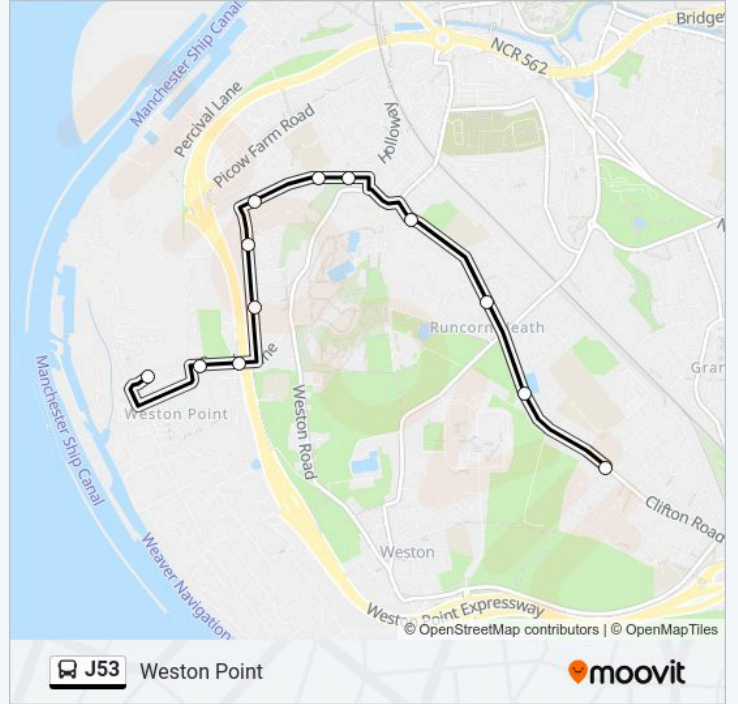 Bridge
NCR 562
Manchester Ship Canal
Percival Lane
Picow Farm Road
Holloway
Runcorn Heath
Gran
ne
Weston Point
Weston Road
Manchester Ship Canal
Clifton Road
Weston
Weaver Navigation
Weston Point Expressway
© OpenStreetMap contributors | © OpenMapTiles
J53 Weston Point
moovit